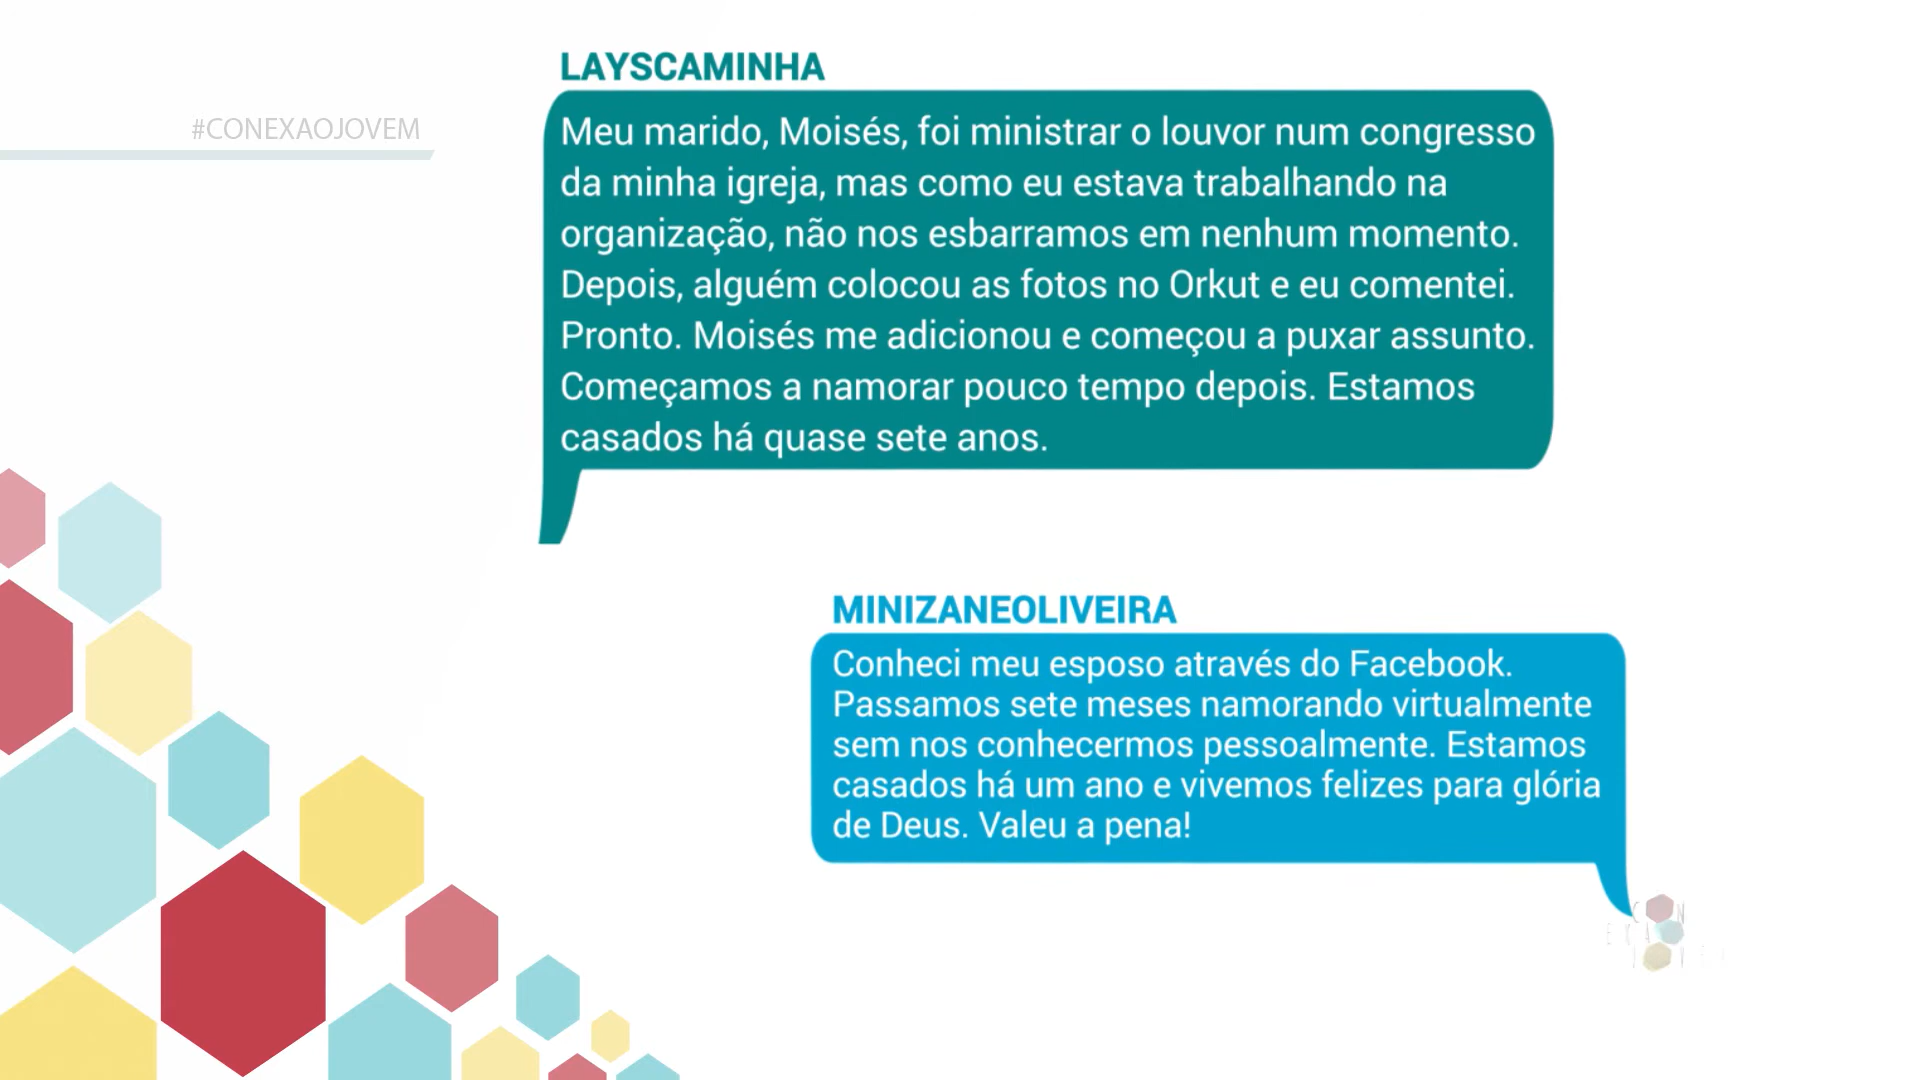 #CONEXAOJOVEM
LAYSCAMINHA
Meu marido, Moisés, foi ministrar o louvor num congresso
da minha igreja, mas como eu estava trabalhando na
organização, não nos esbarramos em nenhum momento.
Depois, alguém colocou as fotos no Orkut e eu comentei.
Pronto. Moisés me adicionou e começou a puxar assunto.
Começamos a namorar pouco tempo depois. Estamos
casados há quase sete anos.
MINIZANEOLIVEIRA
Conheci meu esposo através do Facebook.
Passamos sete meses namorando virtualmente
sem nos conhecermos pessoalmente. Estamos
casados há um ano e vivemos felizes para glória
de Deus. Valeu a pena!